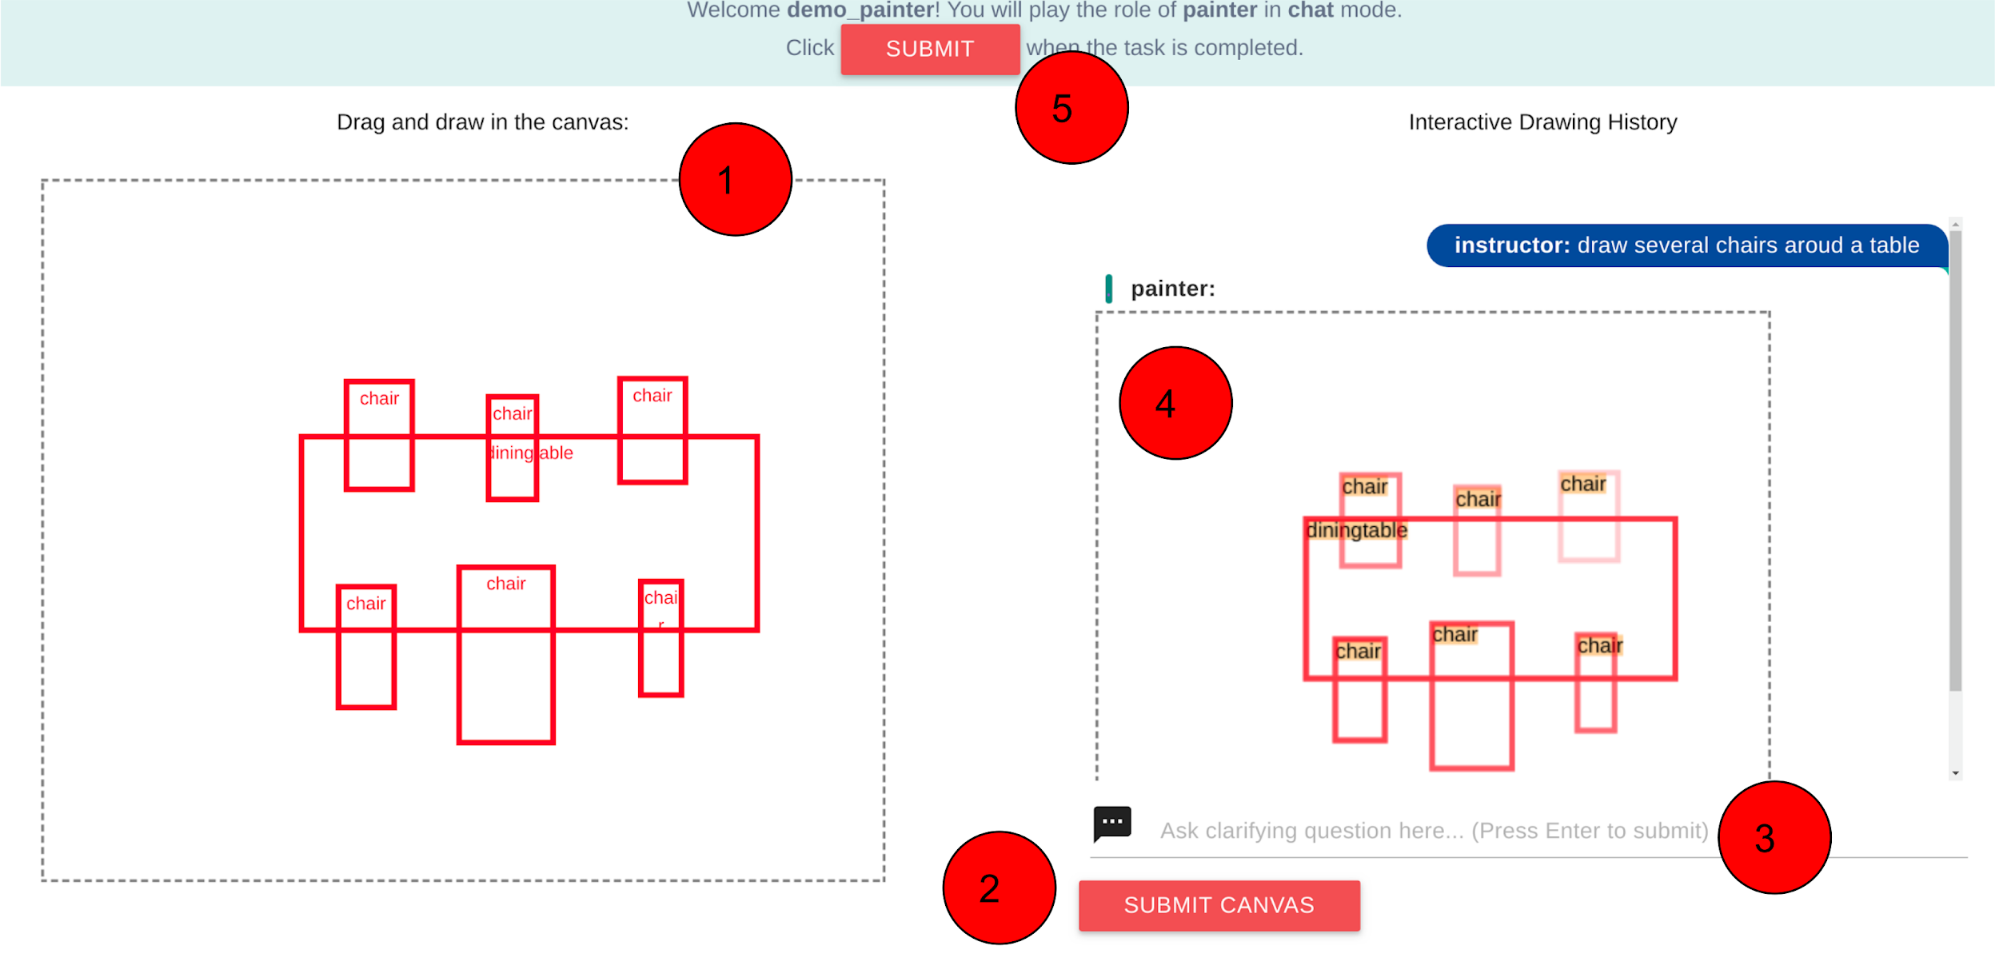 Welcome demo_painter! You will play the role of painter in chat mode.
Click SUBMIT when the task is completed.
5
Drag and draw in the canvas:
1
chair
chair
chair
diningtable
chair
chair
chai
r
Interactive Drawing History
instructor: draw several chairs aroud a table
painter:
4
chair
chair
chair
diningtable
chair
chair
chair
Ask clarifying question here... (Press Enter to submit)
3
2
SUBMIT CANVAS